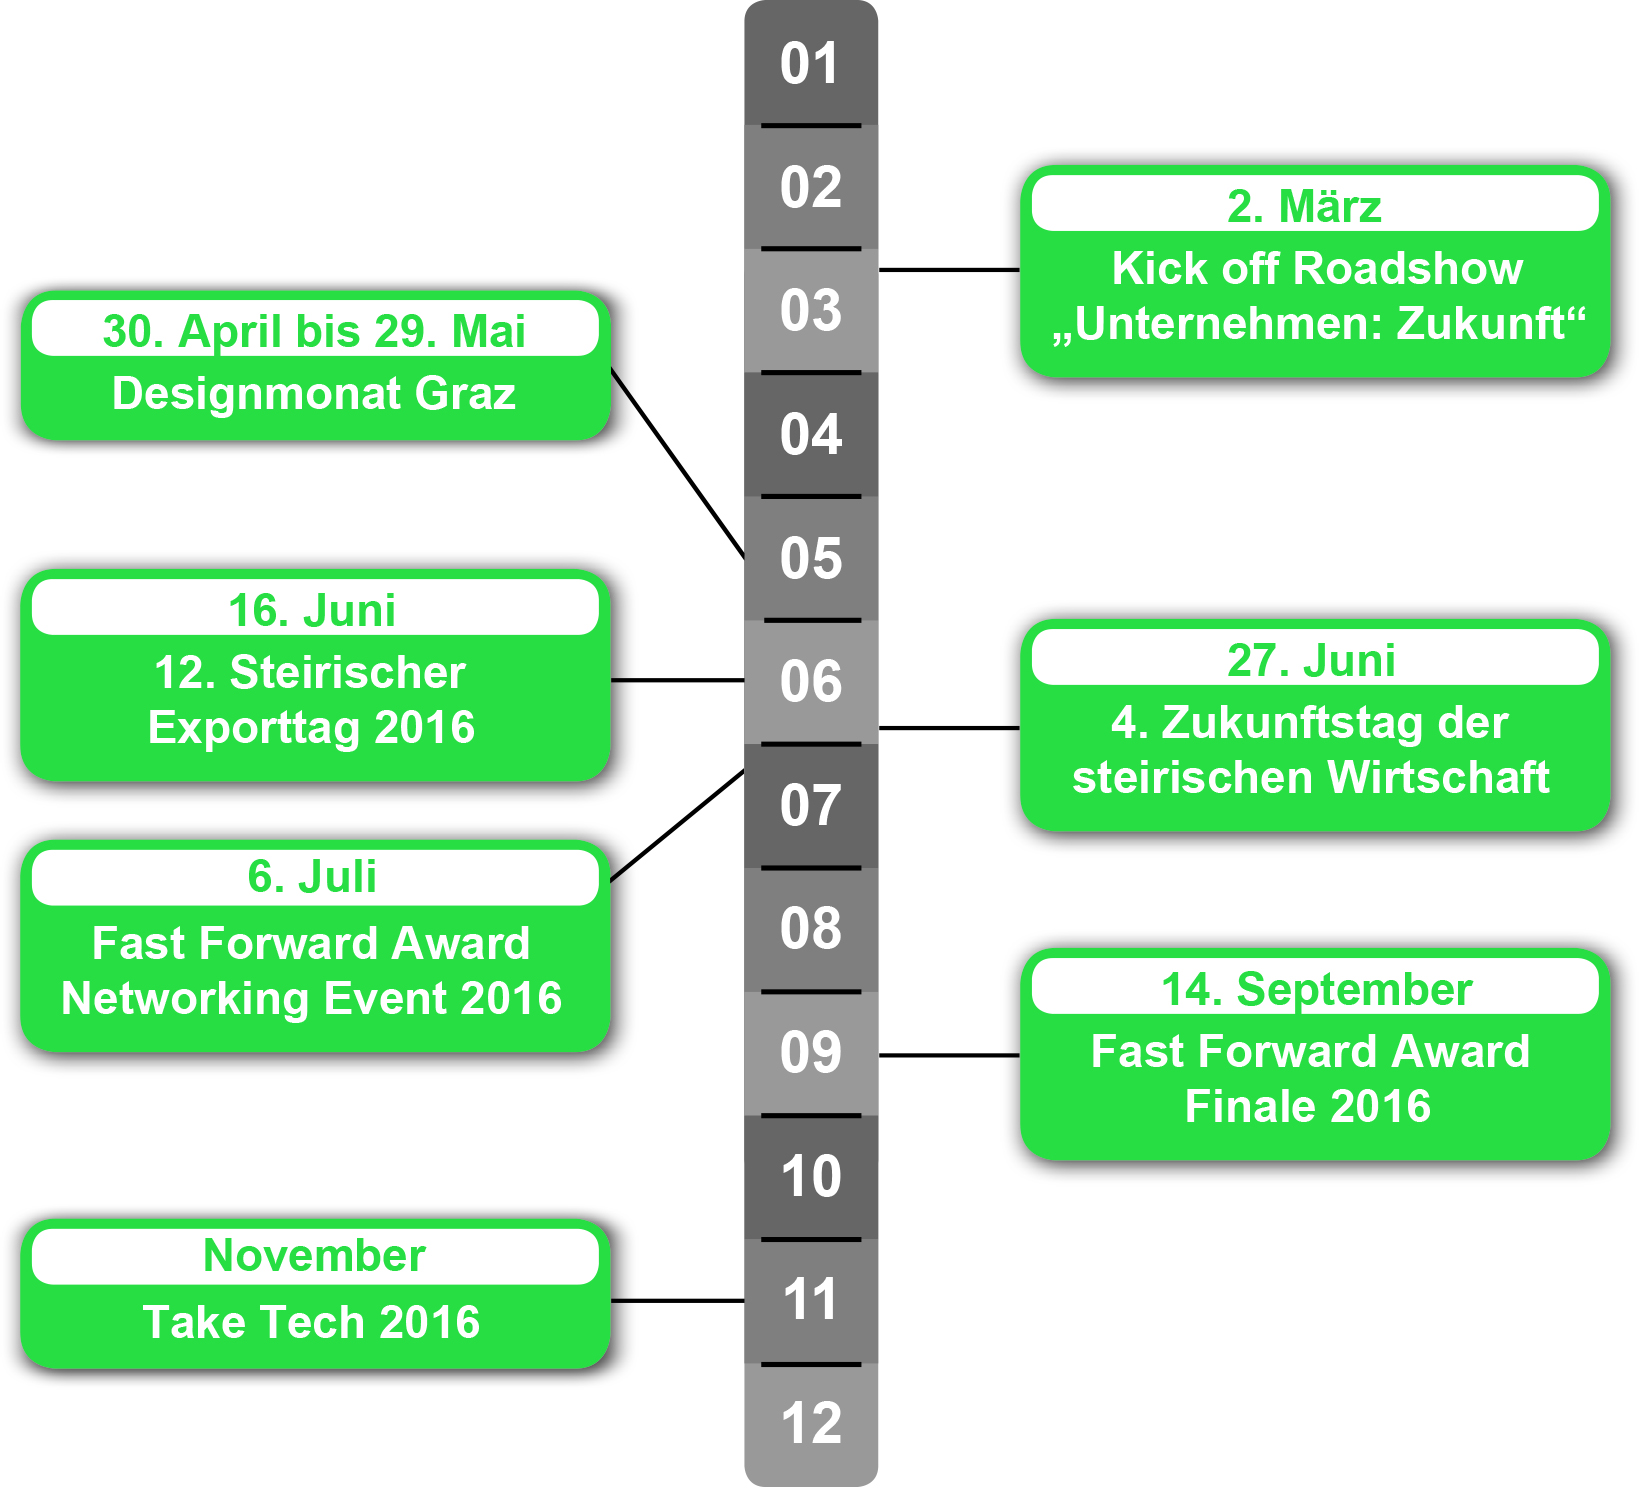 01
02
03
04
05
06
07
08
09
10
11
12
2. März
Kick off Roadshow
„Unternehmen: Zukunft“
30. April bis 29. Mai
Designmonat Graz
16. Juni
12. Steirischer
Exporttag 2016
27. Juni
4. Zukunftstag der
steirischen Wirtschaft
6. Juli
Fast Forward Award
Networking Event 2016
14. September
Fast Forward Award
Finale 2016
November
Take Tech 2016